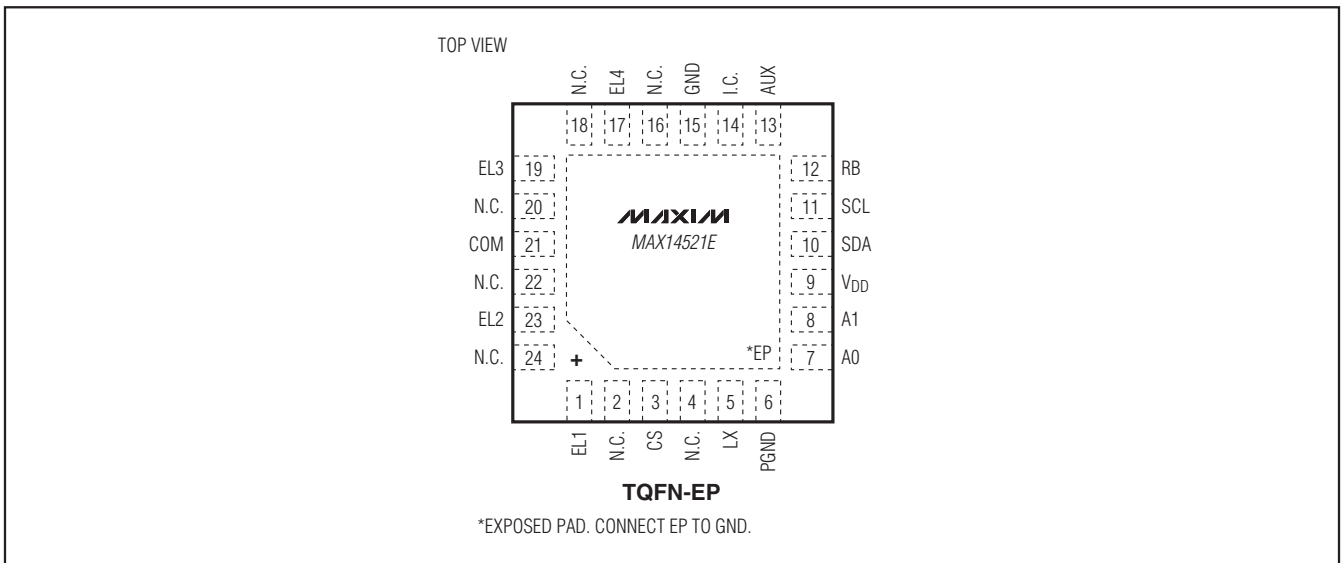 TOP VIEW
N.C. EL4 N.C. GND I.C. AUX
18 17 16 15 14 13
EL3 19 12 RB
N.C. 20 11 SCL
MAXIM
COM 21 MAX14521E 10 SDA
N.C. 22 9 VDD
EL2 23 8 A1
N.C. 24 + *EP 7 A0
1 2 3 4 5 6
EL1 N.C. CS N.C. LX PGND
TQFN-EP
*EXPOSED PAD. CONNECT EP TO GND.